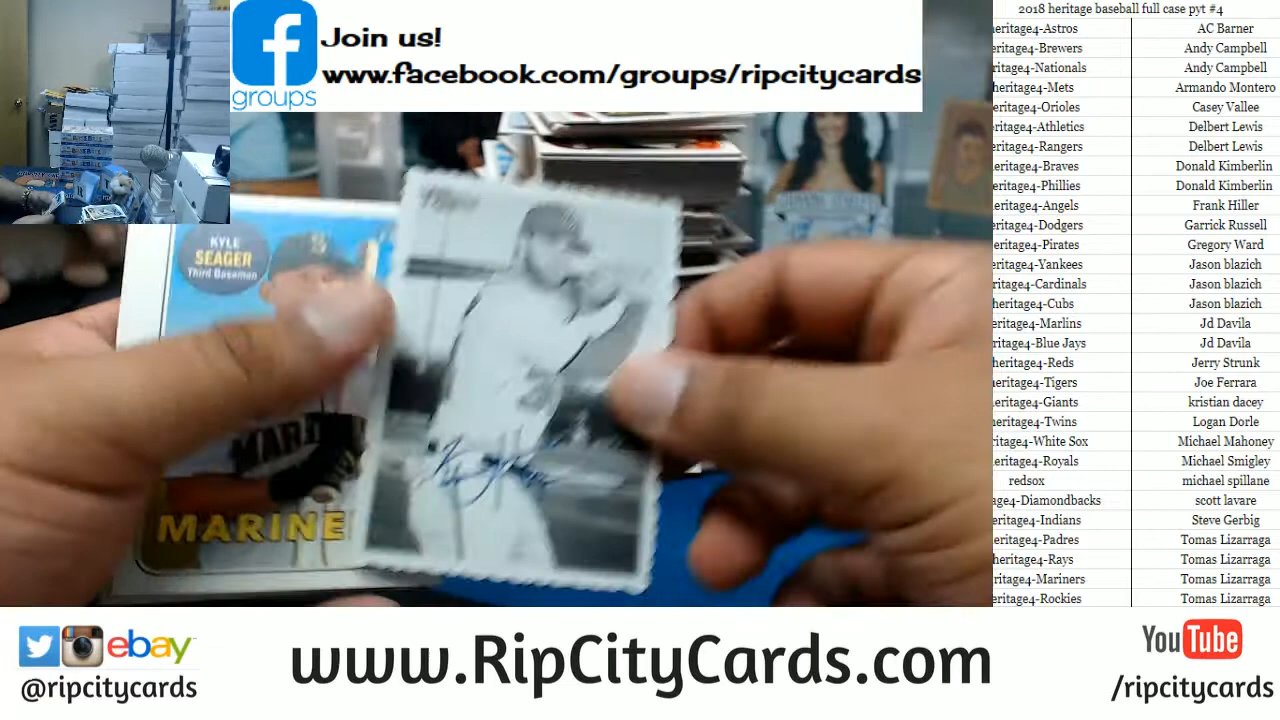 Join us!
www.facebook.com/groups/ripcitycards
groups
KYLE
SEAGER
Third Baseman
MARINE
2018 heritage baseball full case pyt #4
heritage4-Astros AC Barner
eritage4-Brewers Andy Campbell
ritage4-Nationals Andy Campbell
heritage4-Mets Armando Montero
eritage4-Orioles Casey Vallee
eritage4-Athletics Delbert Lewis
eritage4-Rangers Delbert Lewis
eritage4-Braves Donald Kimberlin
eritage4-Phillies Donald Kimberlin
eritage4-Angels Frank Hiller
eritage4-Dodgers Garrick Russell
eritage4-Pirates Gregory Ward
eritage4-Yankees Jason blazich
ritage4-Cardinals Jason blazich
heritage4-Cubs Jason blazich
eritage4-Marlins Jd Davila
ritage4-Blue Jays Jd Davila
heritage4-Reds Jerry Strunk
eritage4-Tigers Joe Ferrara
eritage4-Giants kristian dacey
eritage4-Twins Logan Dorle
ritage4-White Sox Michael Mahoney
eritage4-Royals Michael Smigley
redsox michael spillane
age4-Diamondbacks scott lavare
eritage4-Indians Steve Gerbig
eritage4-Padres Tomas Lizarraga
heritage4-Rays Tomas Lizarraga
ritage4-Mariners Tomas Lizarraga
eritage4-Rockies Tomas Lizarraga
ebay
@ripcitycards
www.RipCityCards.com
YouTube
/ripcitycards